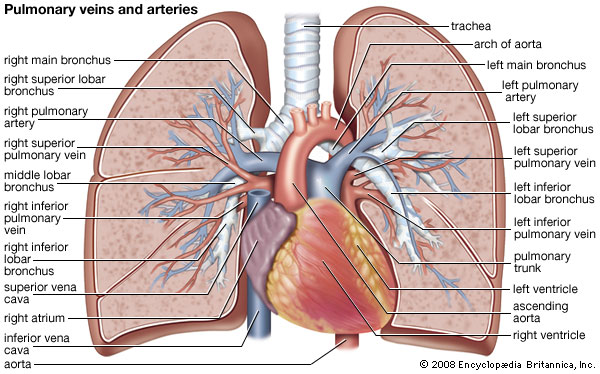 Pulmonary veins and arteries
right main bronchus
right superior lobar
bronchus
right pulmonary
artery
right superior
pulmonary vein
middle lobar
bronchus
right inferior
pulmonary
vein
right inferior
lobar
bronchus
superior vena
cava
right atrium
inferior vena
cava
aorta
trachea
arch of aorta
left main bronchus
left pulmonary
artery
left superior
lobar bronchus
left superior
pulmonary vein
left inferior
lobar bronchus
left inferior
pulmonary vein
pulmonary
trunk
left ventricle
ascending
aorta
right ventricle
© 2008 Encyclopædia Britannica, Inc.